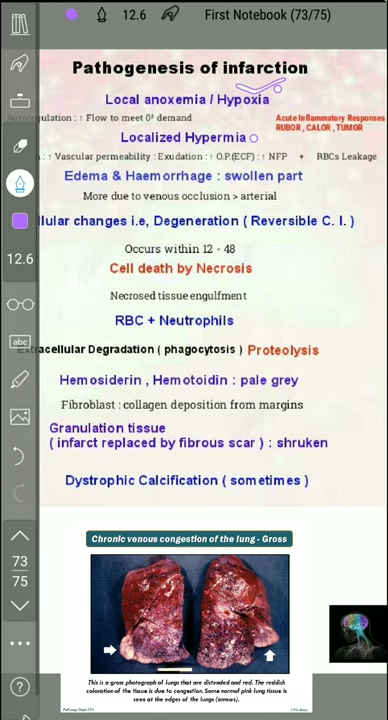 12.6
First Notebook (73/75)
Pathogenesis of infarction
Local anoxemia / Hypoxia
Autoregulation : ↑ Flow to meet 0² demand
Acute Inflammatory Responses
RUBOR , CALOR , TUMOR
Localized Hypermia
: ↑ Vascular permeability : Exudation : ↑ O.P.(ECF) : ↑ NFP + RBCs Leakage
Edema & Haemorrhage : swollen part
More due to venous occlusion > arterial
llular changes i.e, Degeneration ( Reversible C. I. )
12.6
Occurs within 12 - 48
Cell death by Necrosis
Necrosed tissue engulfment
RBC + Neutrophils
abc
Extracellular Degradation ( phagocytosis ) Proteolysis
Hemosiderin , Hemotoidin : pale grey
Fibroblast : collagen deposition from margins
Granulation tissue
( infarct replaced by fibrous scar ) : shruken
Dystrophic Calcification ( sometimes )
73
75
Chronic venous congestion of the lung - Gross
This is a gross photograph of lungs that are distended and red. The reddish
coloration of the tissue is due to congestion. Some normal pink lung tissue is
seen at the edges of the lungs (arrows).
?